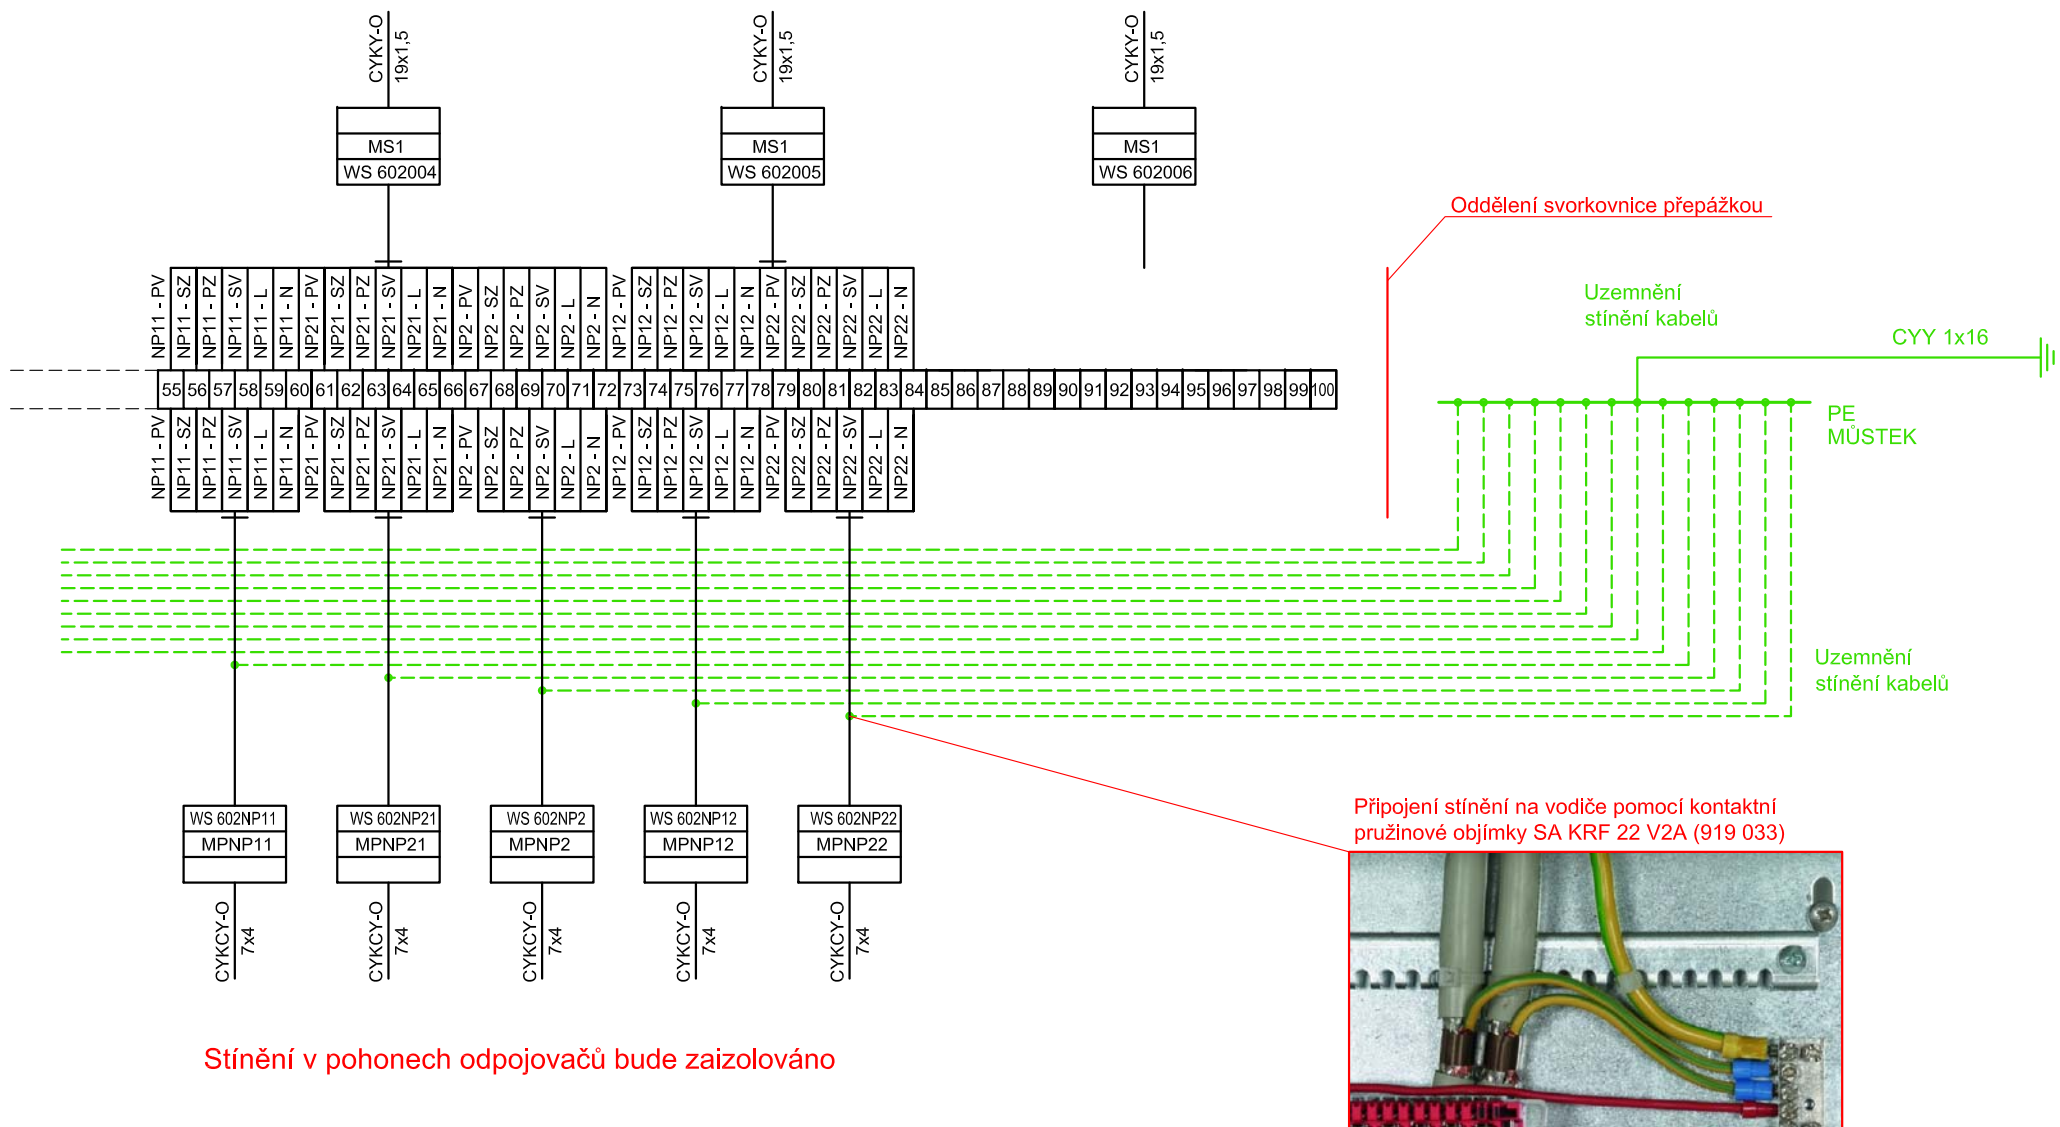 CYKY-O
19x1,5
CYKY-O
19x1,5
CYKY-O
19x1,5
MS1
WS 602004
MS1
WS 602005
MS1
WS 602006
Oddělení svorkovnice přepážkou
NP11 - PV
NP11 - SZ
NP11 - PZ
NP11 - SV
NP11 - L
NP11 - N
NP21 - PV
NP21 - SZ
NP21 - PZ
NP21 - SV
NP21 - L
NP21 - N
NP2 - PV
NP2 - SZ
NP2 - PZ
NP2 - SV
NP2 - L
NP2 - N
NP12 - PV
NP12 - SZ
NP12 - PZ
NP12 - SV
NP12 - L
NP12 - N
NP22 - PV
NP22 - SZ
NP22 - PZ
NP22 - SV
NP22 - L
NP22 - N
Uzemnění
stínění kabelů
CYY 1x16
55 56 57 58 59 60 61 62 63 64 65 66 67 68 69 70 71 72 73 74 75 76 77 78 79 80 81 82 83 84 85 86 87 88 89 90 91 92 93 94 95 96 97 98 99 100
PE
MŮSTEK
NP11 - PV
NP11 - SZ
NP11 - PZ
NP11 - SV
NP11 - L
NP11 - N
NP21 - PV
NP21 - SZ
NP21 - PZ
NP21 - SV
NP21 - L
NP21 - N
NP2 - PV
NP2 - SZ
NP2 - PZ
NP2 - SV
NP2 - L
NP2 - N
NP12 - PV
NP12 - SZ
NP12 - PZ
NP12 - SV
NP12 - L
NP12 - N
NP22 - PV
NP22 - SZ
NP22 - PZ
NP22 - SV
NP22 - L
NP22 - N
Uzemnění
stínění kabelů
WS 602NP11
MPNP11
WS 602NP21
MPNP21
WS 602NP2
MPNP2
WS 602NP12
MPNP12
WS 602NP22
MPNP22
Připojení stínění na vodiče pomocí kontaktní
pružinové objímky SA KRF 22 V2A (919 033)
CYKCY-O
7x4
CYKCY-O
7x4
CYKCY-O
7x4
CYKCY-O
7x4
CYKCY-O
7x4
Stínění v pohonech odpojovačů bude zaizolováno